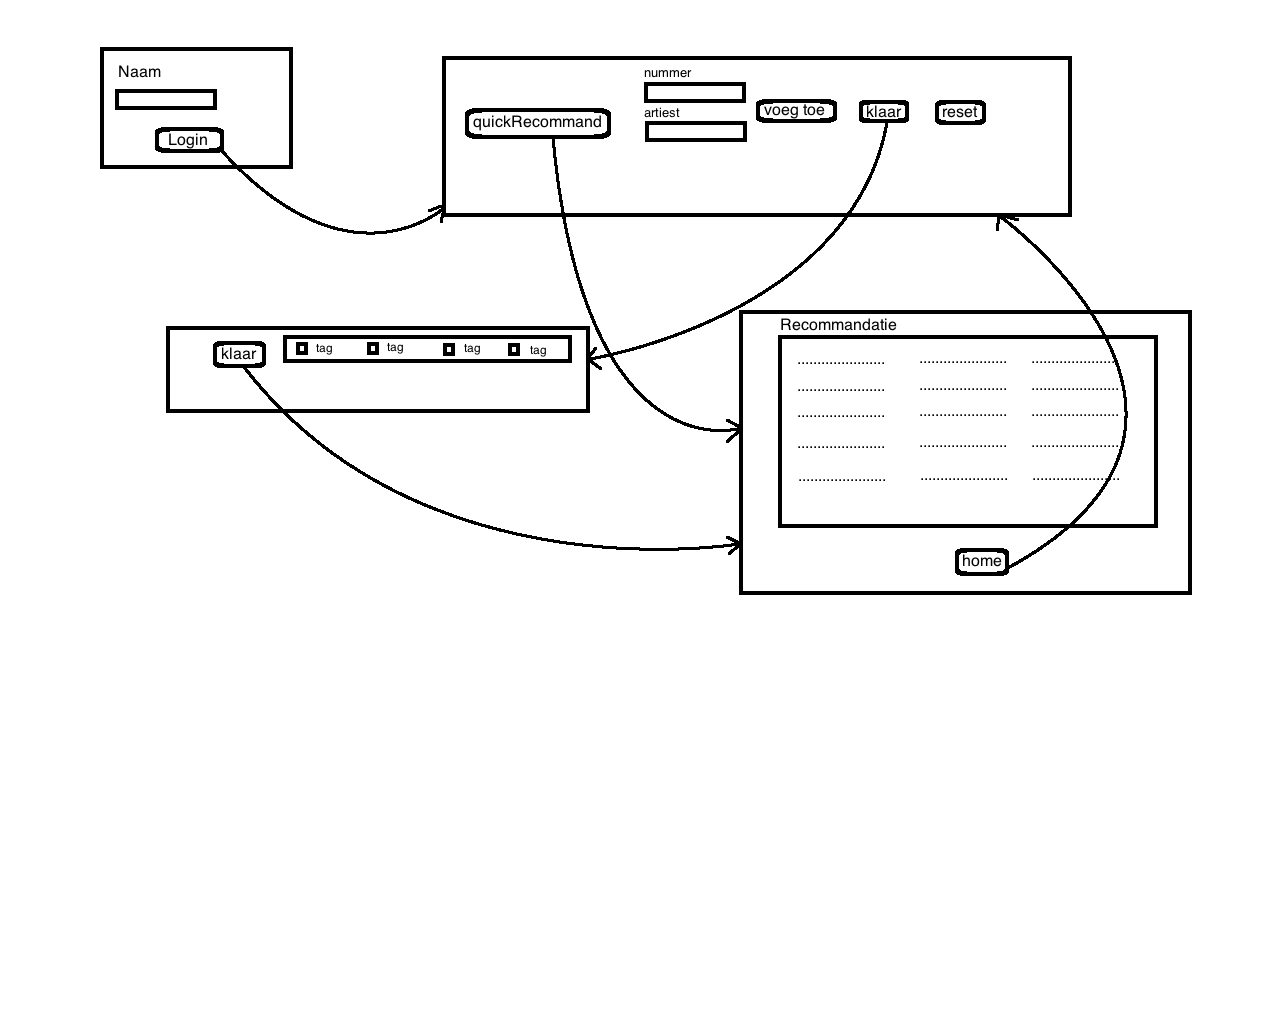 Naam
Login
quickRecommand
nummer
artiest
voeg toe
klaar
reset
klaar
tag
tag
tag
tag
Recommandatie
home